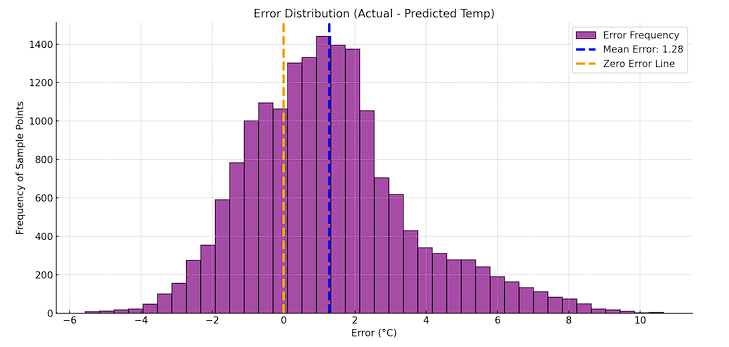 Error Distribution (Actual - Predicted Temp)
Error Frequency
Mean Error: 1.28
Zero Error Line
Frequency of Sample Points
1400
1200
1000
800
600
400
200
0
−6 −4 −2 0 2 4 6 8 10
Error (°C)